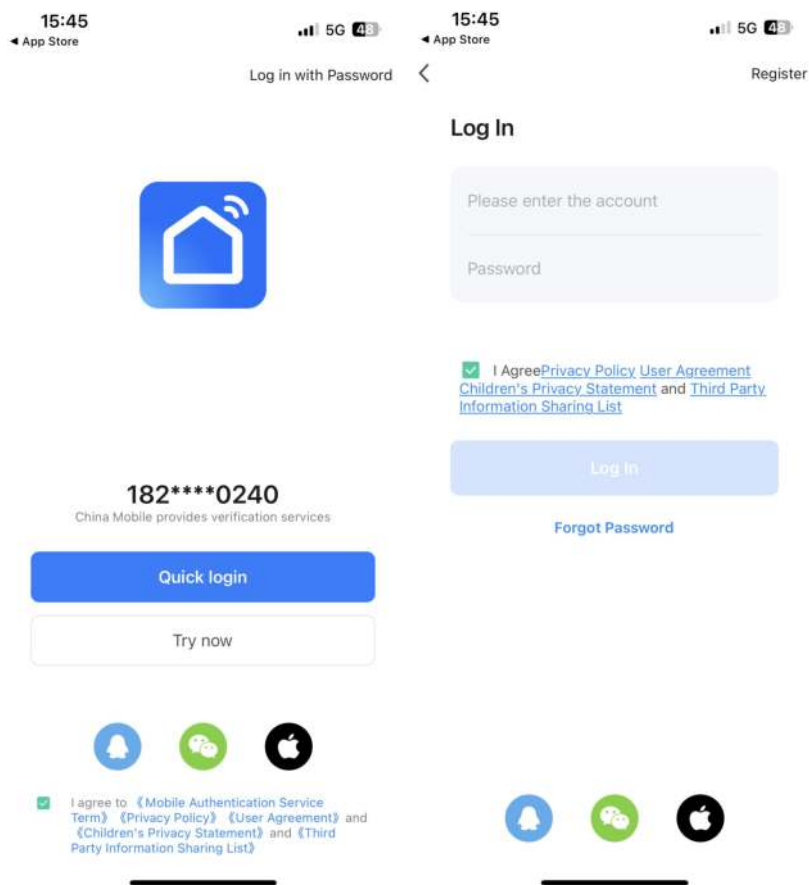 15:45
◀ App Store
5G 48
Log in with Password
182****0240
China Mobile provides verification services
Quick login
Try now
I agree to 《Mobile Authentication Service
Term》《Privacy Policy》《User Agreement》and
《Children's Privacy Statement》and《Third
Party Information Sharing List》
15:45
◀ App Store
5G 48
Register
Log In
Please enter the account
Password
I AgreePrivacy Policy User Agreement
Children's Privacy Statement and Third Party
Information Sharing List
Log In
Forgot Password